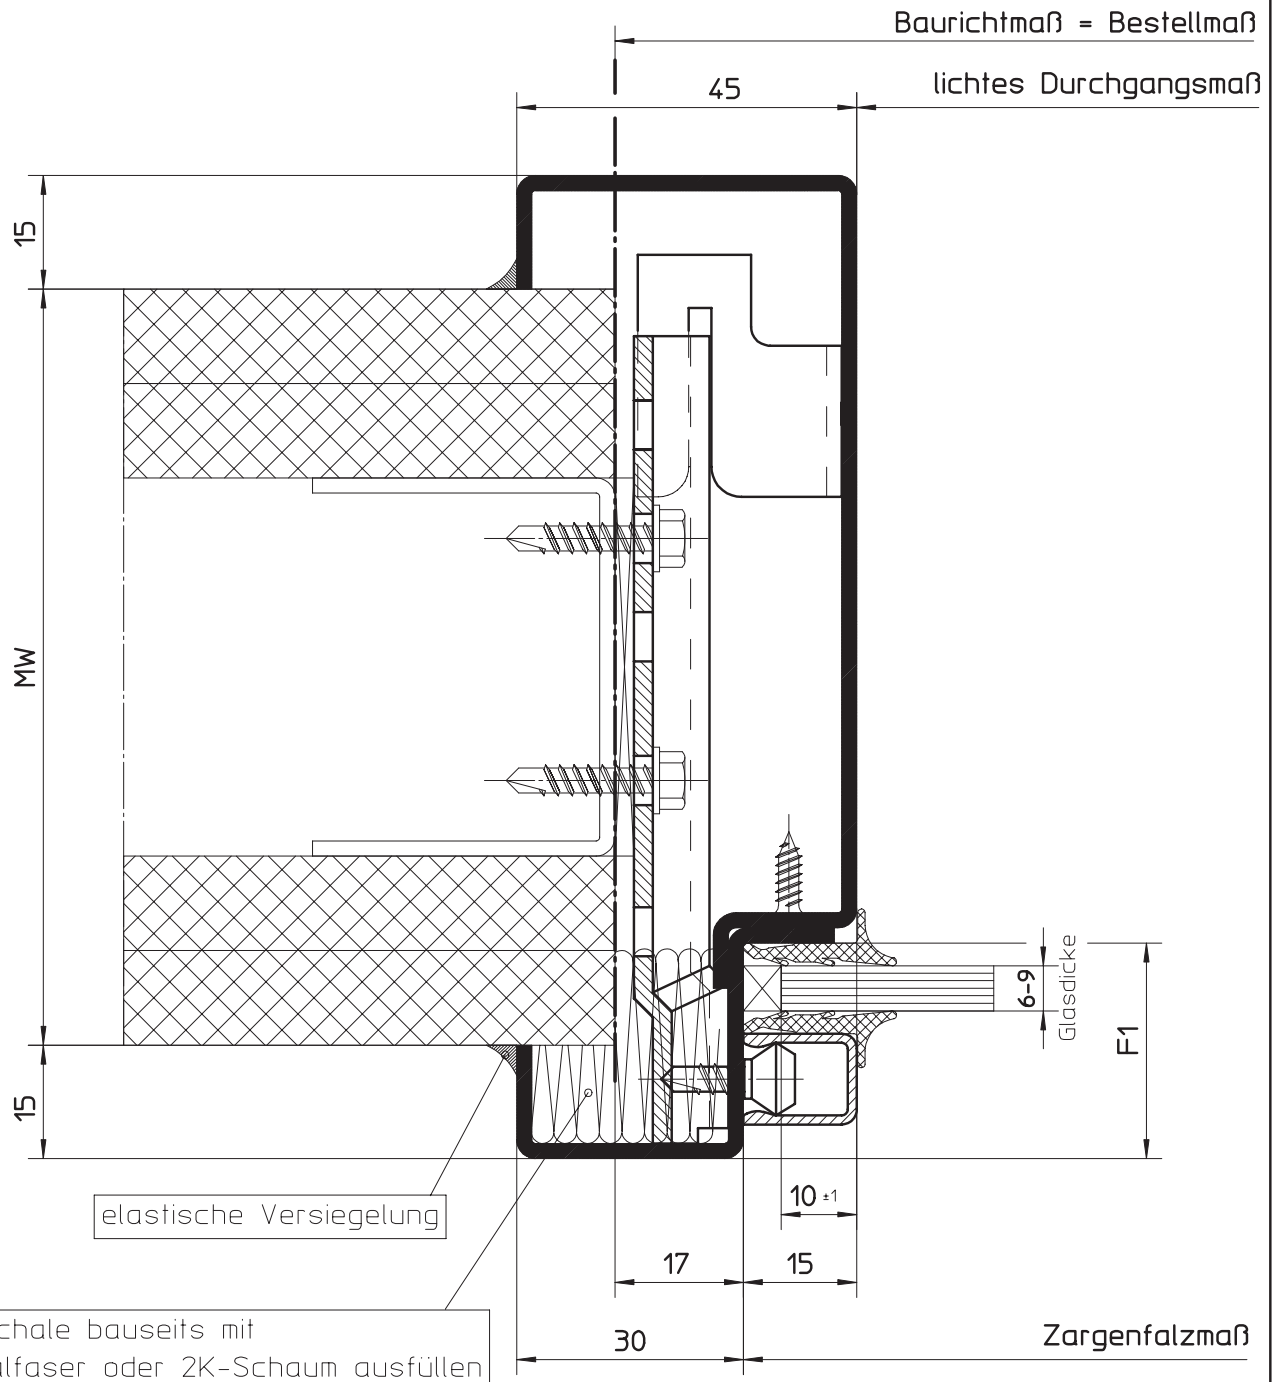 Baurichtmaß = Bestellmaß
lichtes Durchgangsmaß
45
15
MW
6-9
Glasdicke
F1
15
10 ±1
elastische Versiegelung
17
15
chale bauseits mit
30
Zargenfalzmaß
lfaser oder 2K-Schaum ausfüllen